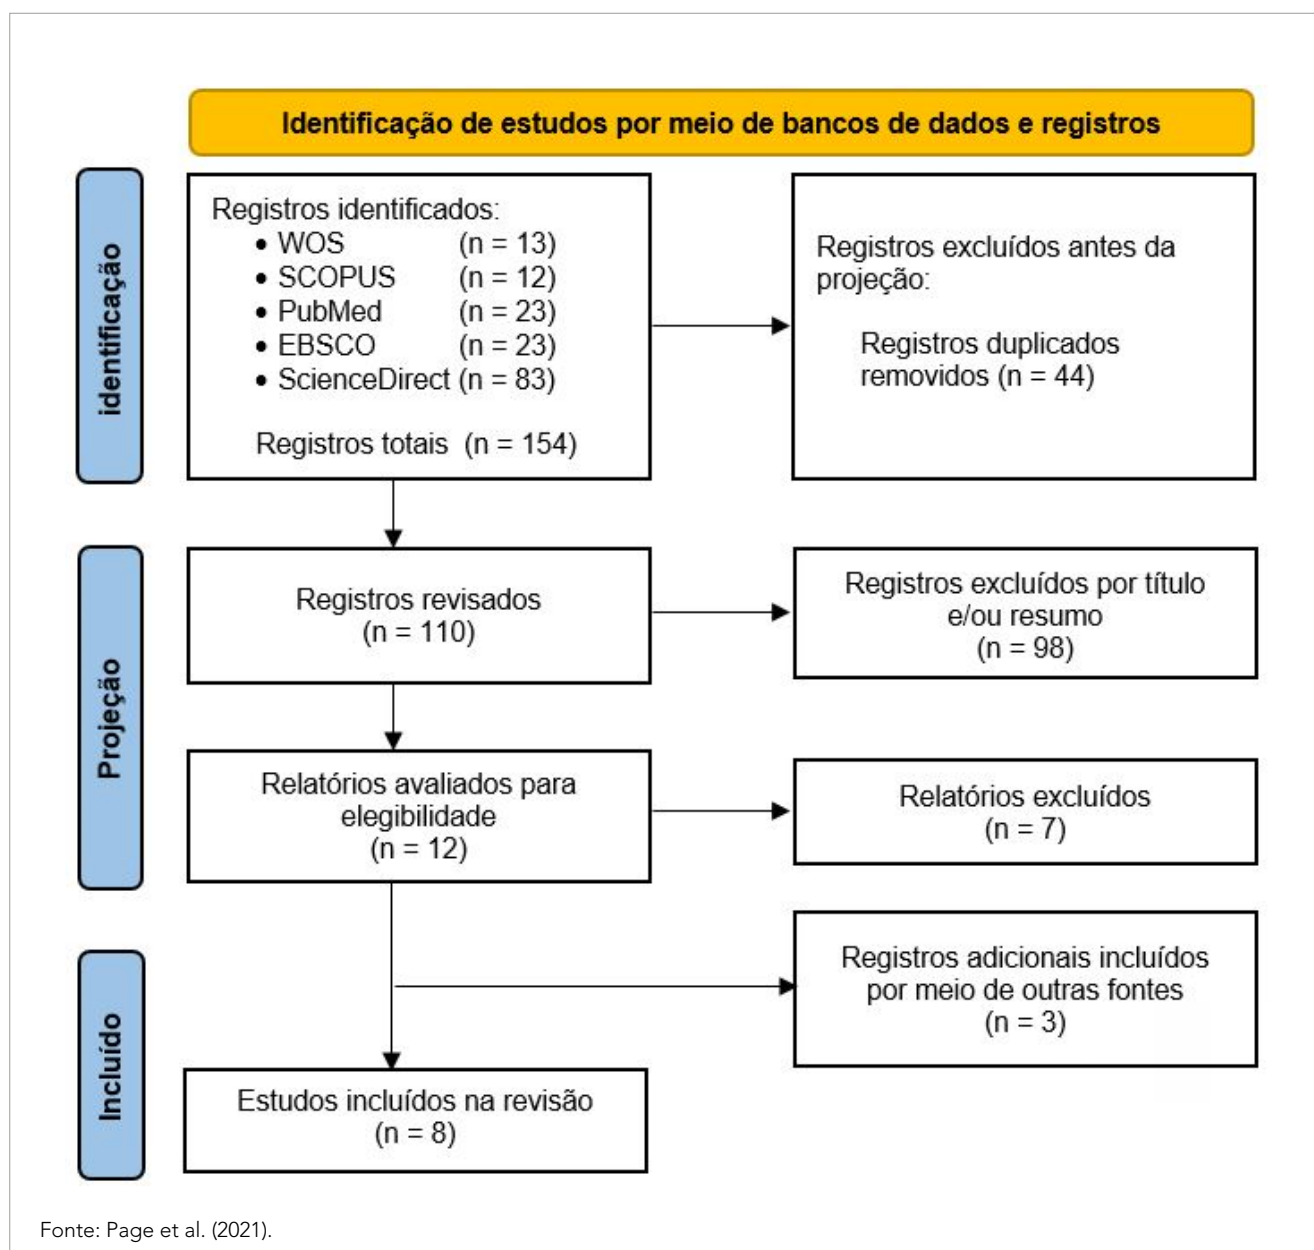 Identificação de estudos por meio de bancos de dados e registros
identificação
Registros identificados:
• WOS (n = 13)
• SCOPUS (n = 12)
• PubMed (n = 23)
• EBSCO (n = 23)
• ScienceDirect (n = 83)
Registros totais (n = 154)
Registros excluídos antes da
projeção:
Registros duplicados
removidos (n = 44)
Projeção
Registros revisados
(n = 110)
Registros excluídos por título
e/ou resumo
(n = 98)
Relatórios avaliados para
elegibilidade
(n = 12)
Relatórios excluídos
(n = 7)
Incluído
Registros adicionais incluídos
por meio de outras fontes
(n = 3)
Estudos incluídos na revisão
(n = 8)
Fonte: Page et al. (2021).